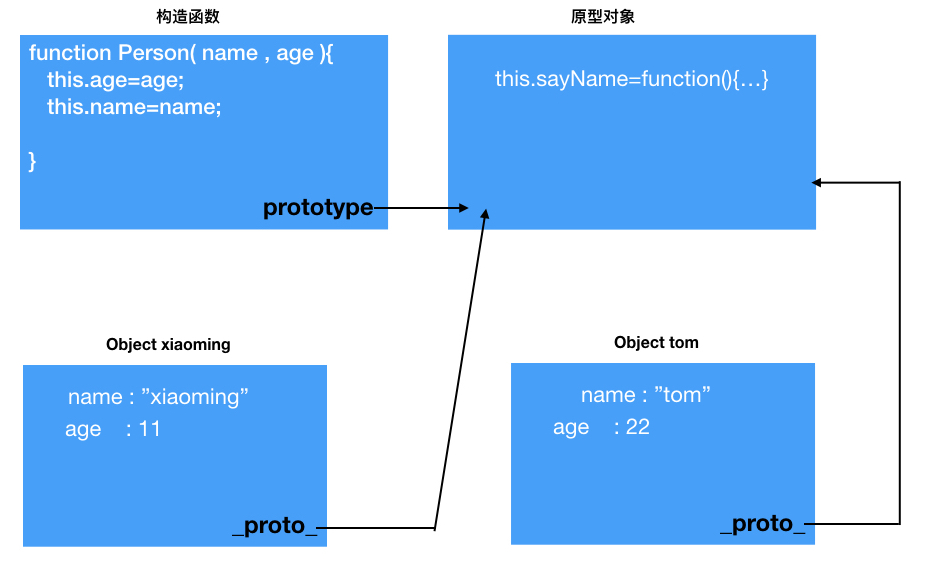 构造函数
function Person( name , age ){
this.age=age;
this.name=name;
}
prototype
原型对象
this.sayName=function(){…}
Object xiaoming
name : ”xiaoming”
age : 11
_proto_
Object tom
name : ”tom”
age : 22
_proto_